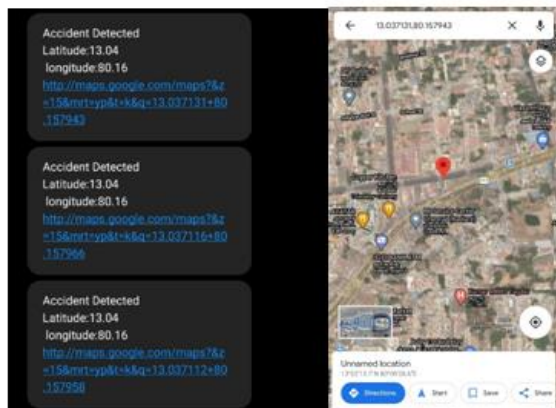 Accident Detected
Latitude:13.04
longitude:80.16
http://maps.google.com/maps?&z
=15&mrt=yp&t=k&q=13.037131+80
.157943
Accident Detected
Latitude:13.04
longitude:80.16
http://maps.google.com/maps?&z
=15&mrt=yp&t=k&q=13.037116+80
.157966
Accident Detected
Latitude:13.04
longitude:80.16
http://maps.google.com/maps?&z
=15&mrt=yp&t=k&q=13.037112+80
.157958
13.037131,80.157943
Unnamed location
Directions
Start
Save
Share